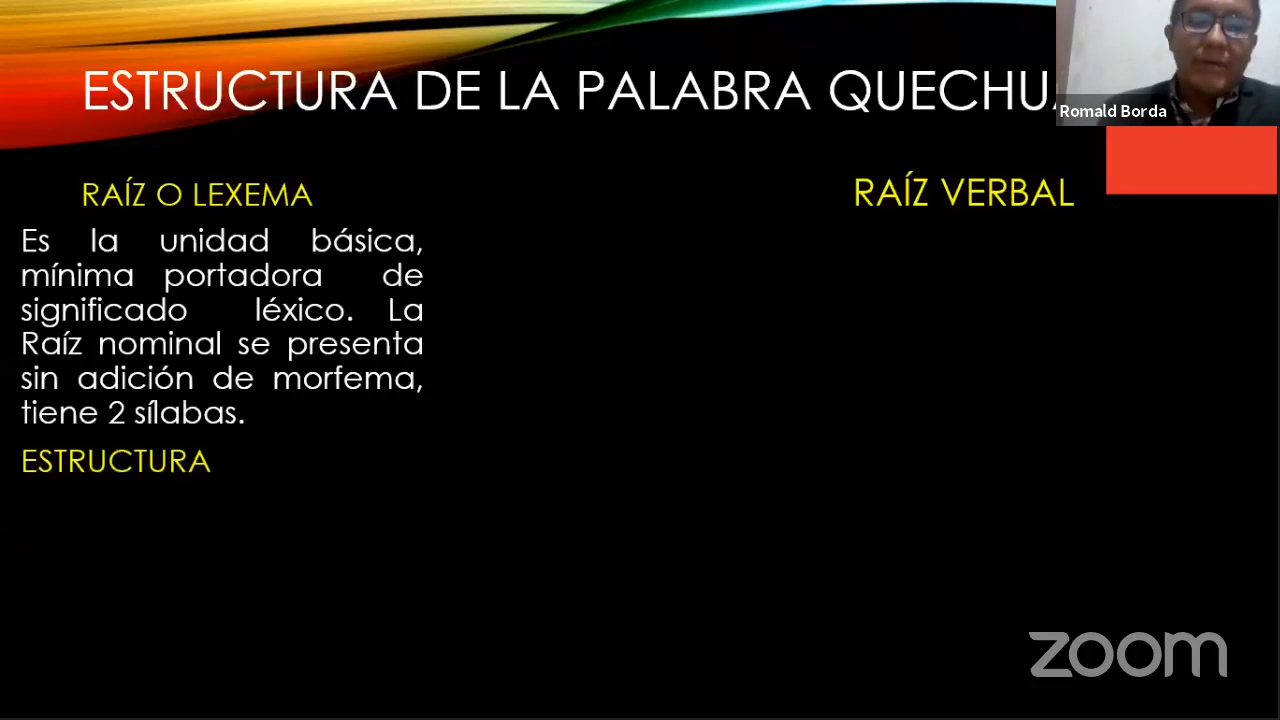 ESTRUCTURA DE LA PALABRA QUECHUA
Romald Borda
RAÍZ O LEXEMA
Es la unidad básica,
mínima portadora de
significado léxico. La
Raíz nominal se presenta
sin adición de morfema,
tiene 2 sílabas.
ESTRUCTURA
RAÍZ VERBAL
zoom